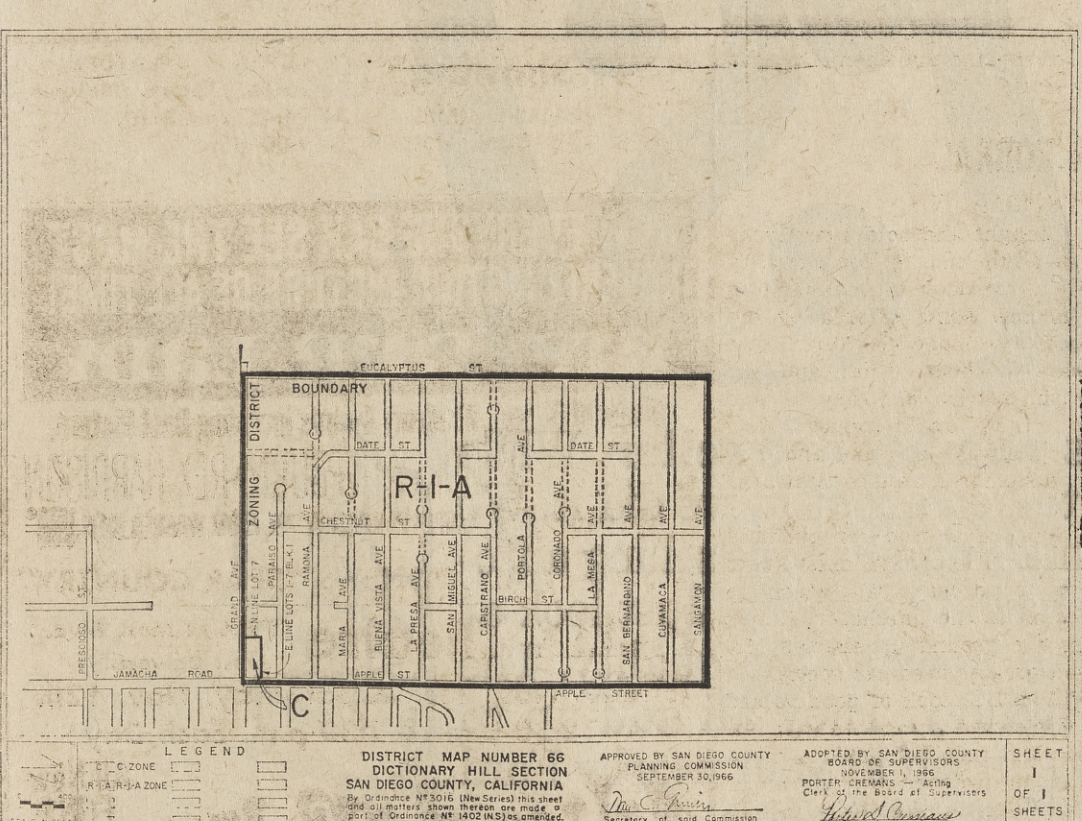 EUCALYPTUS ST.
BOUNDARY
ZONING DISTRICT
DATE ST
DATE ST
AVE
R-1-A
CHESTNUT ST
GRAND AVE
N LINE LOT 7
PARAISO AVE
E. LINE LOTS 1-7 BLK. 1
RAMONA AVE
MARIA AVE
BUENA VISTA AVE
LA PRESA AVE
SAN MIGUEL AVE
CAPISTRANO AVE
PORTOLA
CORONADO AVE
LA MESA AVE
SAN BERNARDINO AVE
CUYAMACA AVE
SANGAMON AVE
BIRCH ST
PRESCIOSO ST.
JAMACHA ROAD
APPLE ST
APPLE STREET
C
LEGEND
C C-ZONE
R-1-A, R-1-A ZONE
DISTRICT MAP NUMBER 66
DICTIONARY HILL SECTION
SAN DIEGO COUNTY, CALIFORNIA
By Ordinance Nº 3016 (New Series) this sheet
and all matters shown thereon are made a
part of Ordinance Nº 1402 (N.S.) as amended.
APPROVED BY SAN DIEGO COUNTY
PLANNING COMMISSION
SEPTEMBER 30, 1966
Secretary of said Commission
ADOPTED BY SAN DIEGO COUNTY
BOARD OF SUPERVISORS
NOVEMBER 1, 1966
PORTER CREMANS — Acting
Clerk of the Board of Supervisors
SHEET
1
OF 1
SHEETS